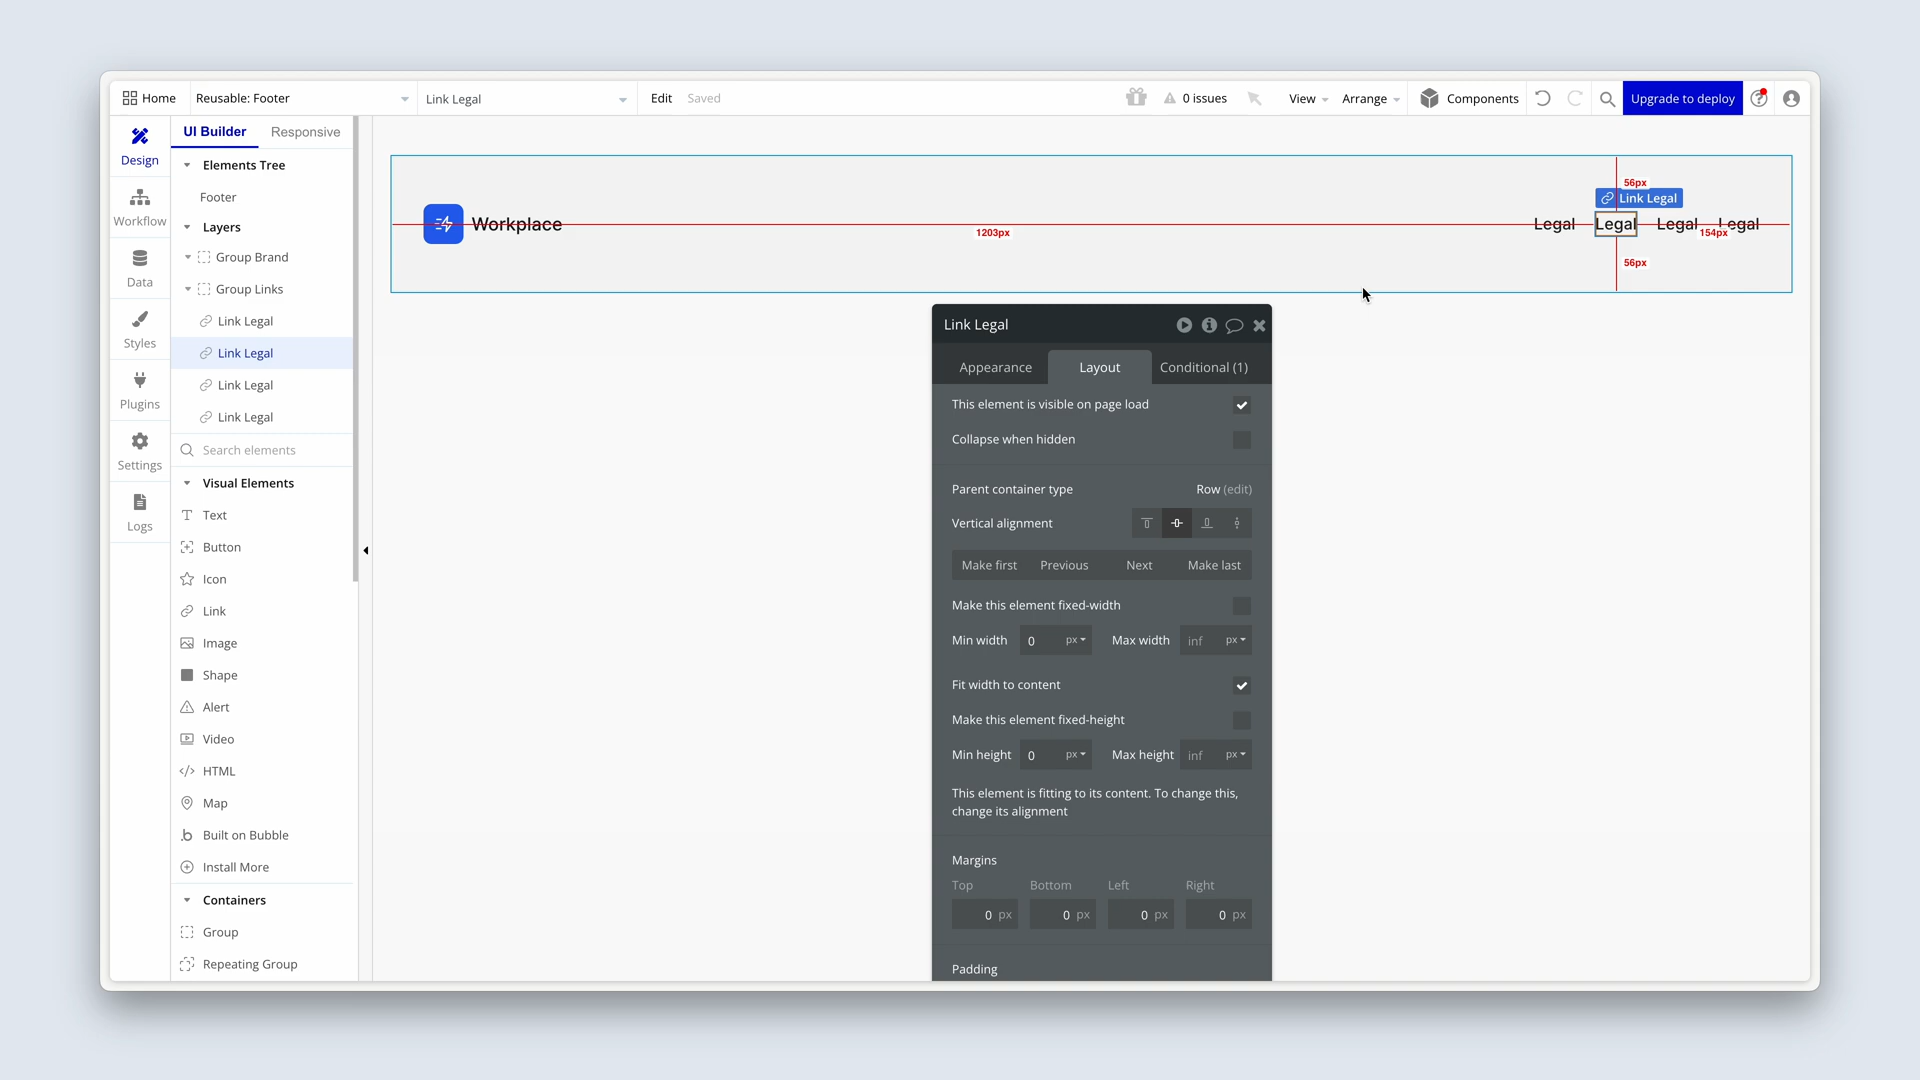 Home
Reusable: Footer
Link Legal
Edit
Saved
0 issues
View
Arrange
Components
Upgrade to deploy
Design
Workflow
Data
Styles
Plugins
Settings
Logs
UI Builder
Responsive
Elements Tree
Footer
Layers
Group Brand
Group Links
Link Legal
Link Legal
Link Legal
Link Legal
Search elements
Visual Elements
Text
Button
Icon
Link
Image
Shape
Alert
Video
HTML
Map
Built on Bubble
Install More
Containers
Group
Repeating Group
56px
Link Legal
Workplace
Legal
Legal
Legal
Legal
1203px
154px
56px
Link Legal
Appearance
Layout
Conditional (1)
This element is visible on page load
Collapse when hidden
Parent container type
Row (edit)
Vertical alignment
Make first
Previous
Next
Make last
Make this element fixed-width
Min width 0 px
Max width inf px
Fit width to content
Make this element fixed-height
Min height 0 px
Max height inf px
This element is fitting to its content. To change this,
change its alignment
Margins
Top Bottom Left Right
0 px 0 px 0 px 0 px
Padding